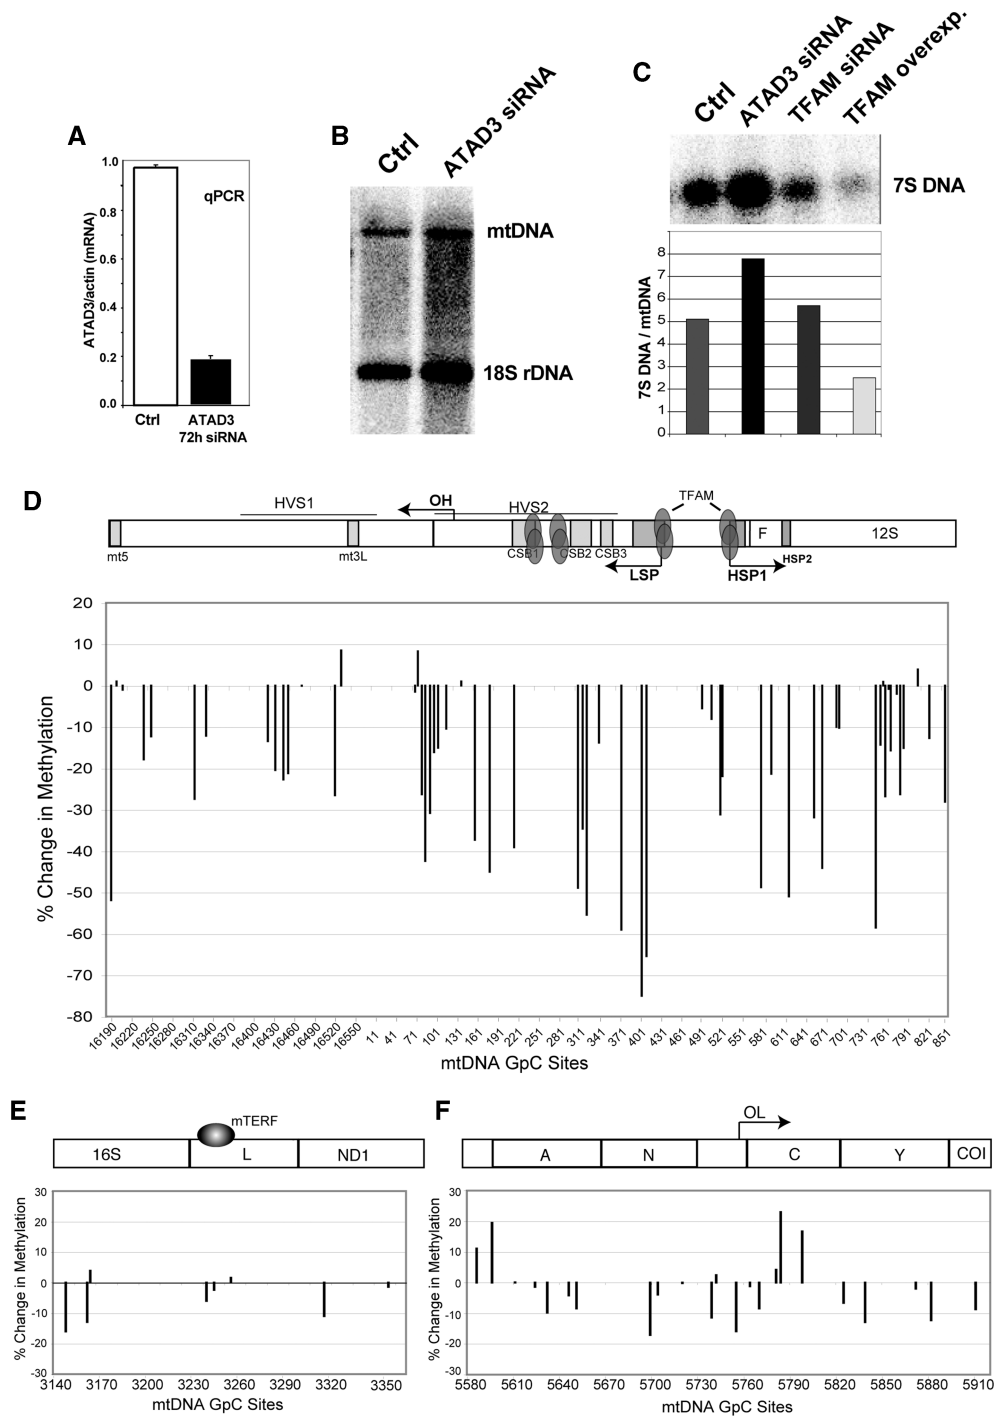 A
ATAD3/actin (mRNA)
1.0
0.8
0.6
0.4
0.2
0.0
qPCR
Ctrl
ATAD3
72h siRNA
B
Ctrl
ATAD3 siRNA
mtDNA
18S rDNA
C
Ctrl
ATAD3 siRNA
TFAM siRNA
TFAM overexp.
7S DNA
7S DNA / mtDNA
8
7
6
5
4
3
2
1
0
D
HVS1
OH
HVS2
TFAM
F
12S
mt5
mt3L
CSB1
CSB2
CSB3
LSP
HSP1
HSP2
% Change in Methylation
20
10
0
-10
-20
-30
-40
-50
-60
-70
-80
16190 16220 16250 16280 16310 16340 16370 16400 16430 16460 16490 16520 16550 11 41 71 101 131 161 191 221 251 281 311 341 371 401 431 461 491 521 551 581 611 641 671 701 731 761 791 821 851
mtDNA GpC Sites
E
mTERF
16S L ND1
% Change in Methylation
30
20
10
0
-10
-20
-30
3140 3170 3200 3230 3260 3290 3320 3350
mtDNA GpC Sites
F
OL
A N C Y COI
% Change in Methylation
30
20
10
0
-10
-20
-30
5580 5610 5640 5670 5700 5730 5760 5790 5820 5850 5880 5910
mtDNA GpC Sites